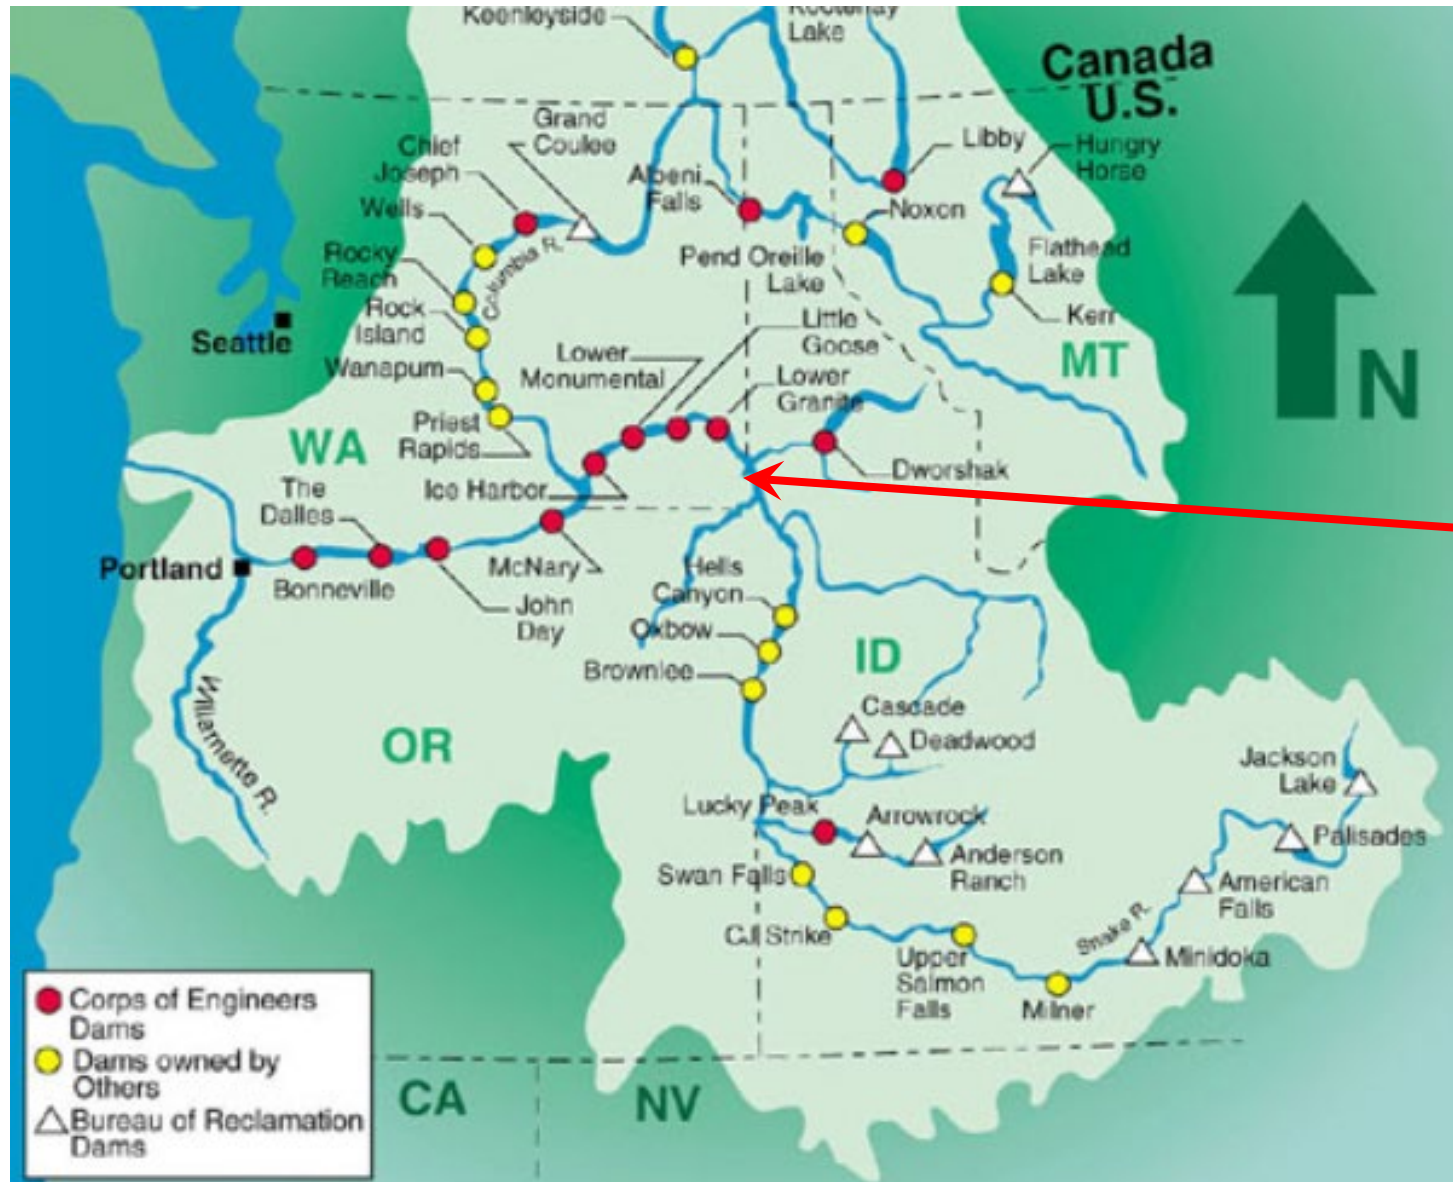 Keenleyside
Kootenay
Lake
Canada
U.S.
Grand
Coulee
Chief
Joseph
Libby
Hungry
Horse
Albeni
Falls
Wells
Noxon
Columbia R.
Rocky
Reach
Pend Oreille
Lake
Flathead
Lake
Rock
Island
Kerr
Seattle
Little
Goose
Lower
Monumental
MT
N
Wanapum
Lower
Granite
Priest
Rapids
WA
Dworshak
Ice Harbor
The
Dalles
Portland
McNary
Bonneville
Hells
Canyon
John
Day
Oxbow
ID
Brownlee
Willamette R.
OR
Cascade
Deadwood
Jackson
Lake
Lucky Peak
Arrowrock
Palisades
Anderson
Ranch
Swan Falls
American
Falls
CJ Strike
Snake R.
Upper
Salmon
Falls
Minidoka
Milner
Corps of Engineers
Dams
Dams owned by
Others
Bureau of Reclamation
Dams
CA
NV